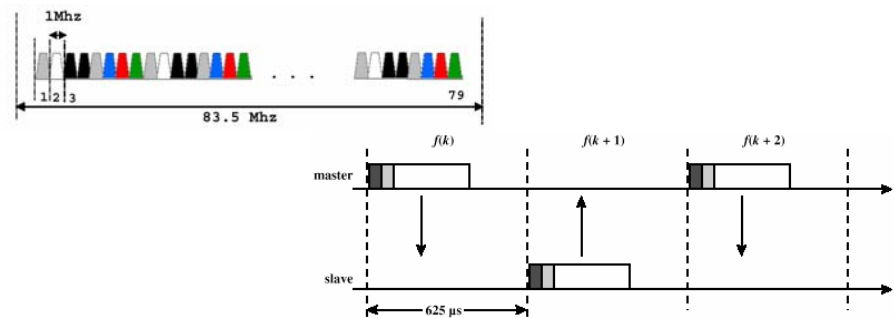 1Mhz
1 2 3
. . .
79
83.5 Mhz
f(k) f(k + 1) f(k + 2)
master
slave
625 µs